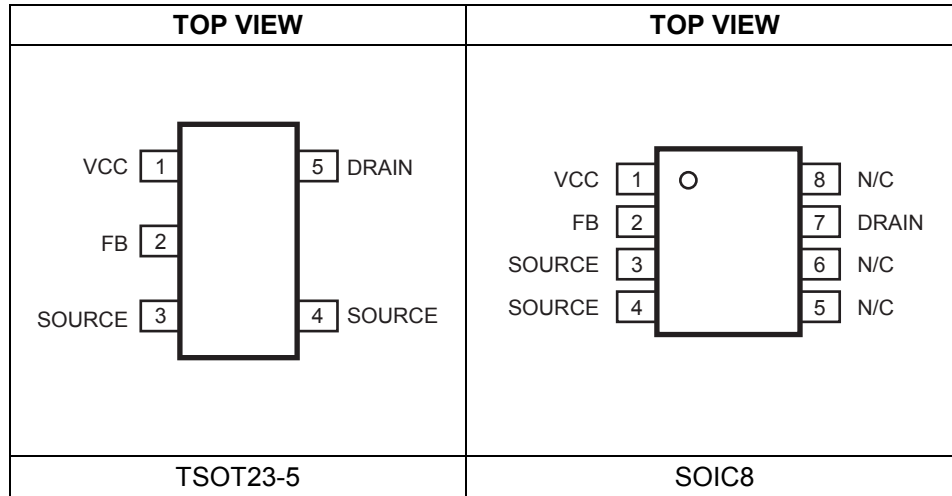 TOP VIEW
TOP VIEW
VCC 1
5 DRAIN
FB 2
SOURCE 3
4 SOURCE
VCC 1
8 N/C
FB 2
7 DRAIN
SOURCE 3
6 N/C
SOURCE 4
5 N/C
TSOT23-5
SOIC8